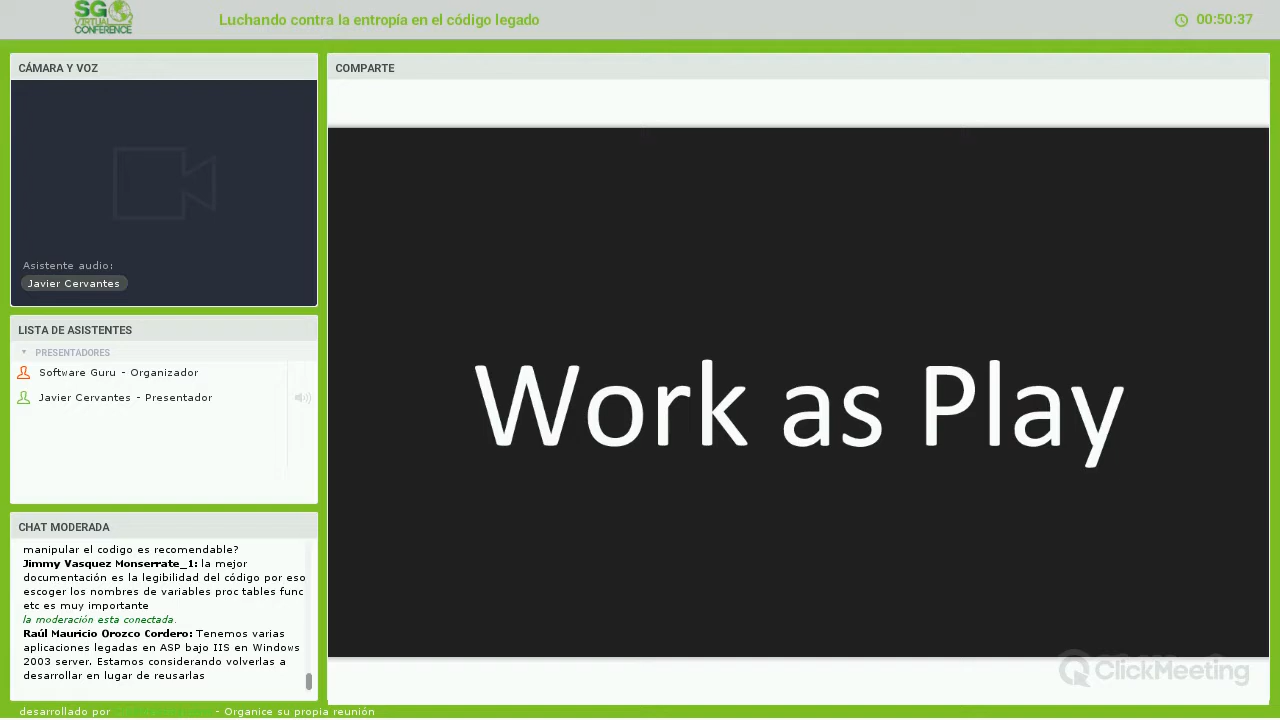 SG
VIRTUAL
CONFERENCE
Luchando contra la entropía en el código legado
00:50:37
CÁMARA Y VOZ
Asistente audio:
Javier Cervantes
LISTA DE ASISTENTES
PRESENTADORES
Software Guru - Organizador
Javier Cervantes - Presentador
CHAT MODERADA
manipular el codigo es recomendable?
Jimmy Vasquez Monserrate_1: la mejor
documentación es la legibilidad del código por eso
escoger los nombres de variables proc tables func
etc es muy importante
la moderación esta conectada.
Raúl Mauricio Orozco Cordero: Tenemos varias
aplicaciones legadas en ASP bajo IIS en Windows
2003 server. Estamos considerando volverlas a
desarrollar en lugar de reusarlas
COMPARTE
Work as Play
ClickMeeting
desarrollado por - Organice su propia reunión